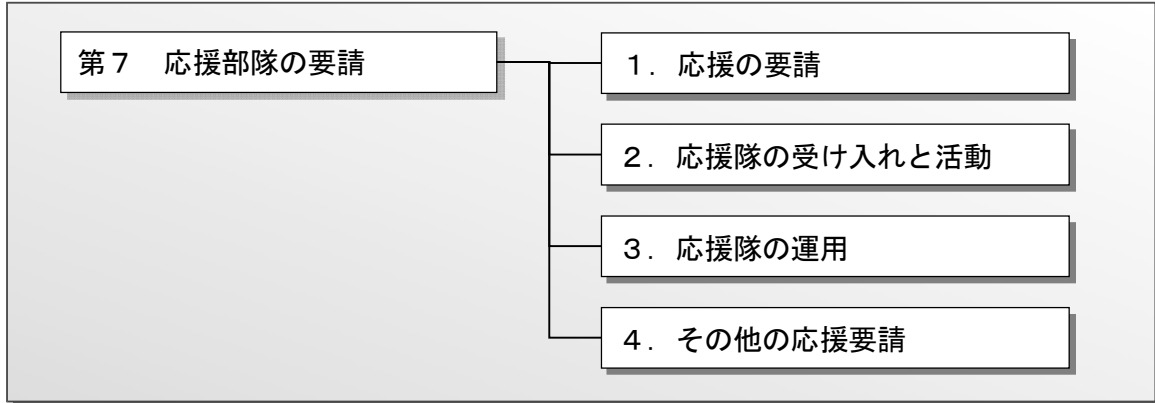 第７　応援部隊の要請
１．応援の要請
２．応援隊の受け入れと活動
３．応援隊の運用
４．その他の応援要請